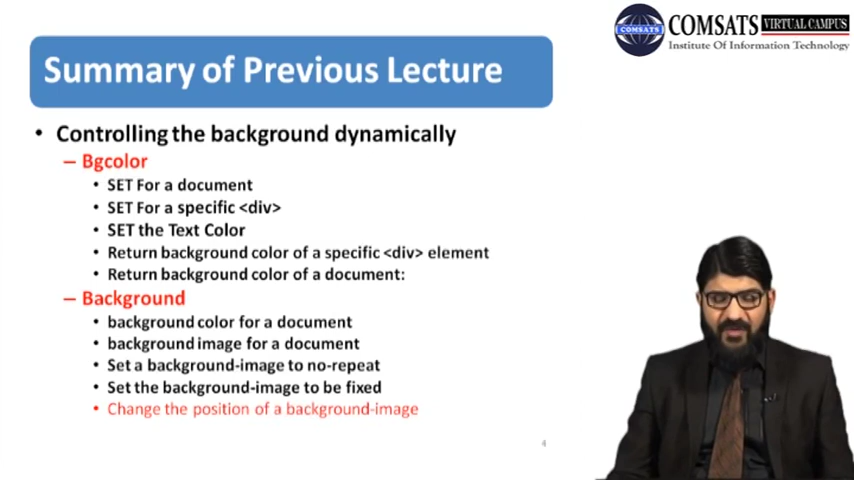 COMSATS VIRTUAL CAMPUS
COMSATS
Institute Of Information Technology
Summary of Previous Lecture
• Controlling the background dynamically
– Bgcolor
• SET For a document
• SET For a specific <div>
• SET the Text Color
• Return background color of a specific <div> element
• Return background color of a document:
– Background
• background color for a document
• background image for a document
• Set a background-image to no-repeat
• Set the background-image to be fixed
• Change the position of a background-image
4